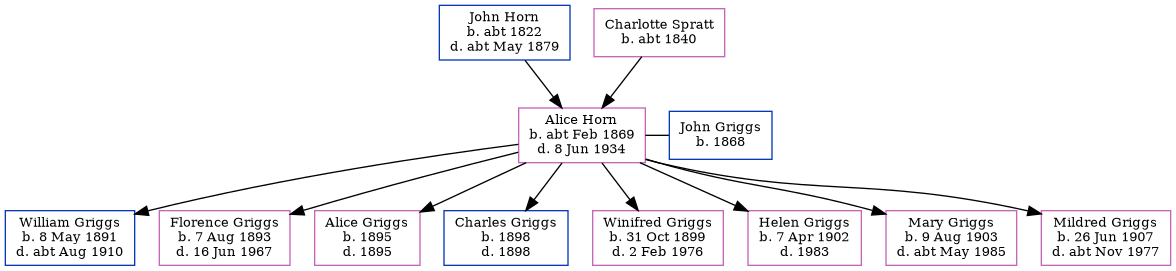 John Horn
b. abt 1822
d. abt May 1879
Charlotte Spratt
b. abt 1840
Alice Horn
b. abt Feb 1869
d. 8 Jun 1934
John Griggs
b. 1868
William Griggs
b. 8 May 1891
d. abt Aug 1910
Florence Griggs
b. 7 Aug 1893
d. 16 Jun 1967
Alice Griggs
b. 1895
d. 1895
Charles Griggs
b. 1898
d. 1898
Winifred Griggs
b. 31 Oct 1899
d. 2 Feb 1976
Helen Griggs
b. 7 Apr 1902
d. 1983
Mary Griggs
b. 9 Aug 1903
d. abt May 1985
Mildred Griggs
b. 26 Jun 1907
d. abt Nov 1977